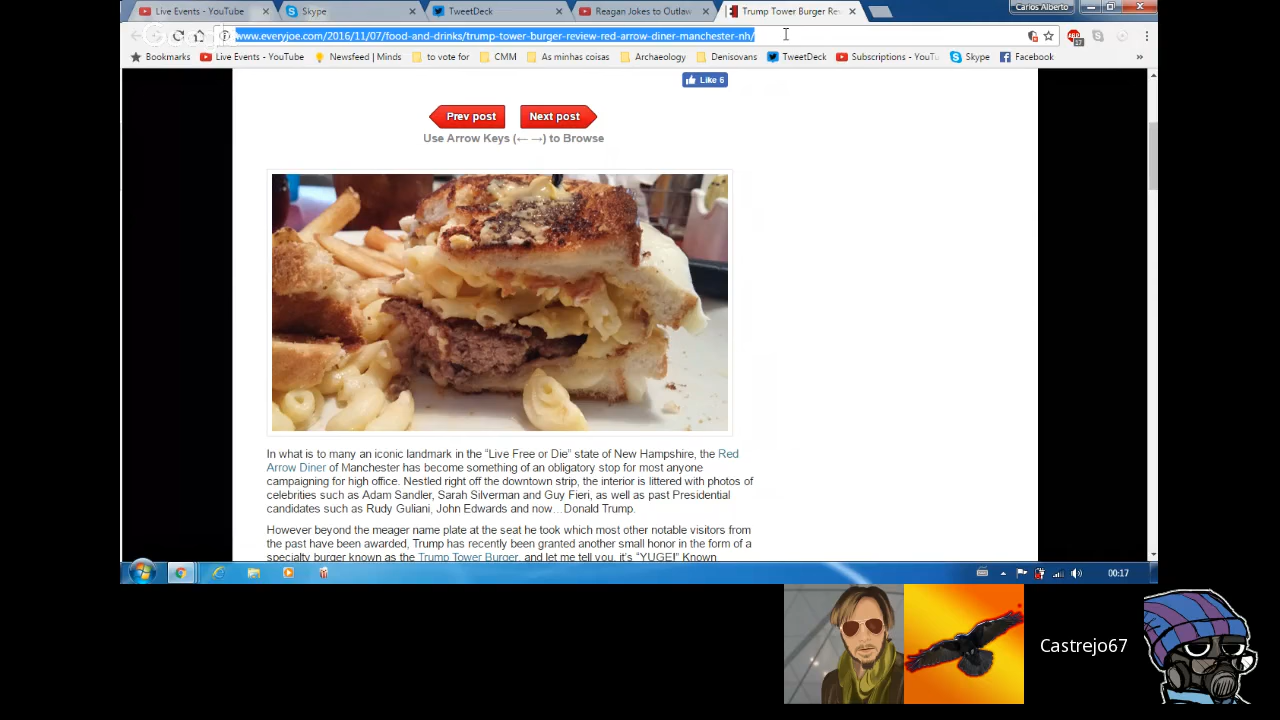 Live Events - YouTube
Skype
TweetDeck
Reagan Jokes to Outlaw
Trump Tower Burger Re
Carlos Alberto
www.everyjoe.com/2016/11/07/food-and-drinks/trump-tower-burger-review-red-arrow-diner-manchester-nh/
Bookmarks Live Events - YouTube Newsfeed | Minds to vote for CMM As minhas coisas Archaeology Denisovans TweetDeck Subscriptions - YouTu Skype Facebook »
Like 6
Prev post Next post
Use Arrow Keys (← →) to Browse
In what is to many an iconic landmark in the “Live Free or Die” state of New Hampshire, the Red
Arrow Diner of Manchester has become something of an obligatory stop for most anyone
campaigning for high office. Nestled right off the downtown strip, the interior is littered with photos of
celebrities such as Adam Sandler, Sarah Silverman and Guy Fieri, as well as past Presidential
candidates such as Rudy Guliani, John Edwards and now…Donald Trump.
However beyond the meager name plate at the seat he took which most other notable visitors from
the past have been awarded, Trump has recently been granted another small honor in the form of a
specialty burger known as the Trump Tower Burger, and let me tell you, it’s “YUGE!” Known
00:17
Castrejo67